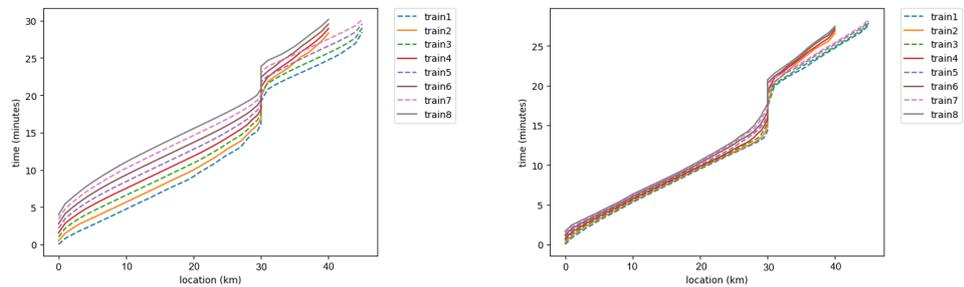 30
25
20
15
10
5
0
time (minutes)
0 10 20 30 40
location (km)
train1
train2
train3
train4
train5
train6
train7
train8
25
20
15
10
5
0
time (minutes)
0 10 20 30 40
location (km)
train1
train2
train3
train4
train5
train6
train7
train8